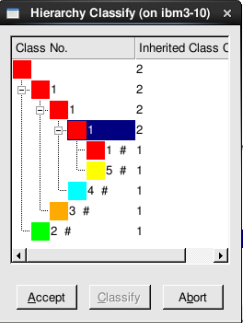 Hierarchy Classify (on ibm3-10)
Class No. Inherited Class C
2
1 2
1 2
1 2
1 # 1
5 # 1
4 # 1
3 # 1
2 # 1
Accept Classify Abort